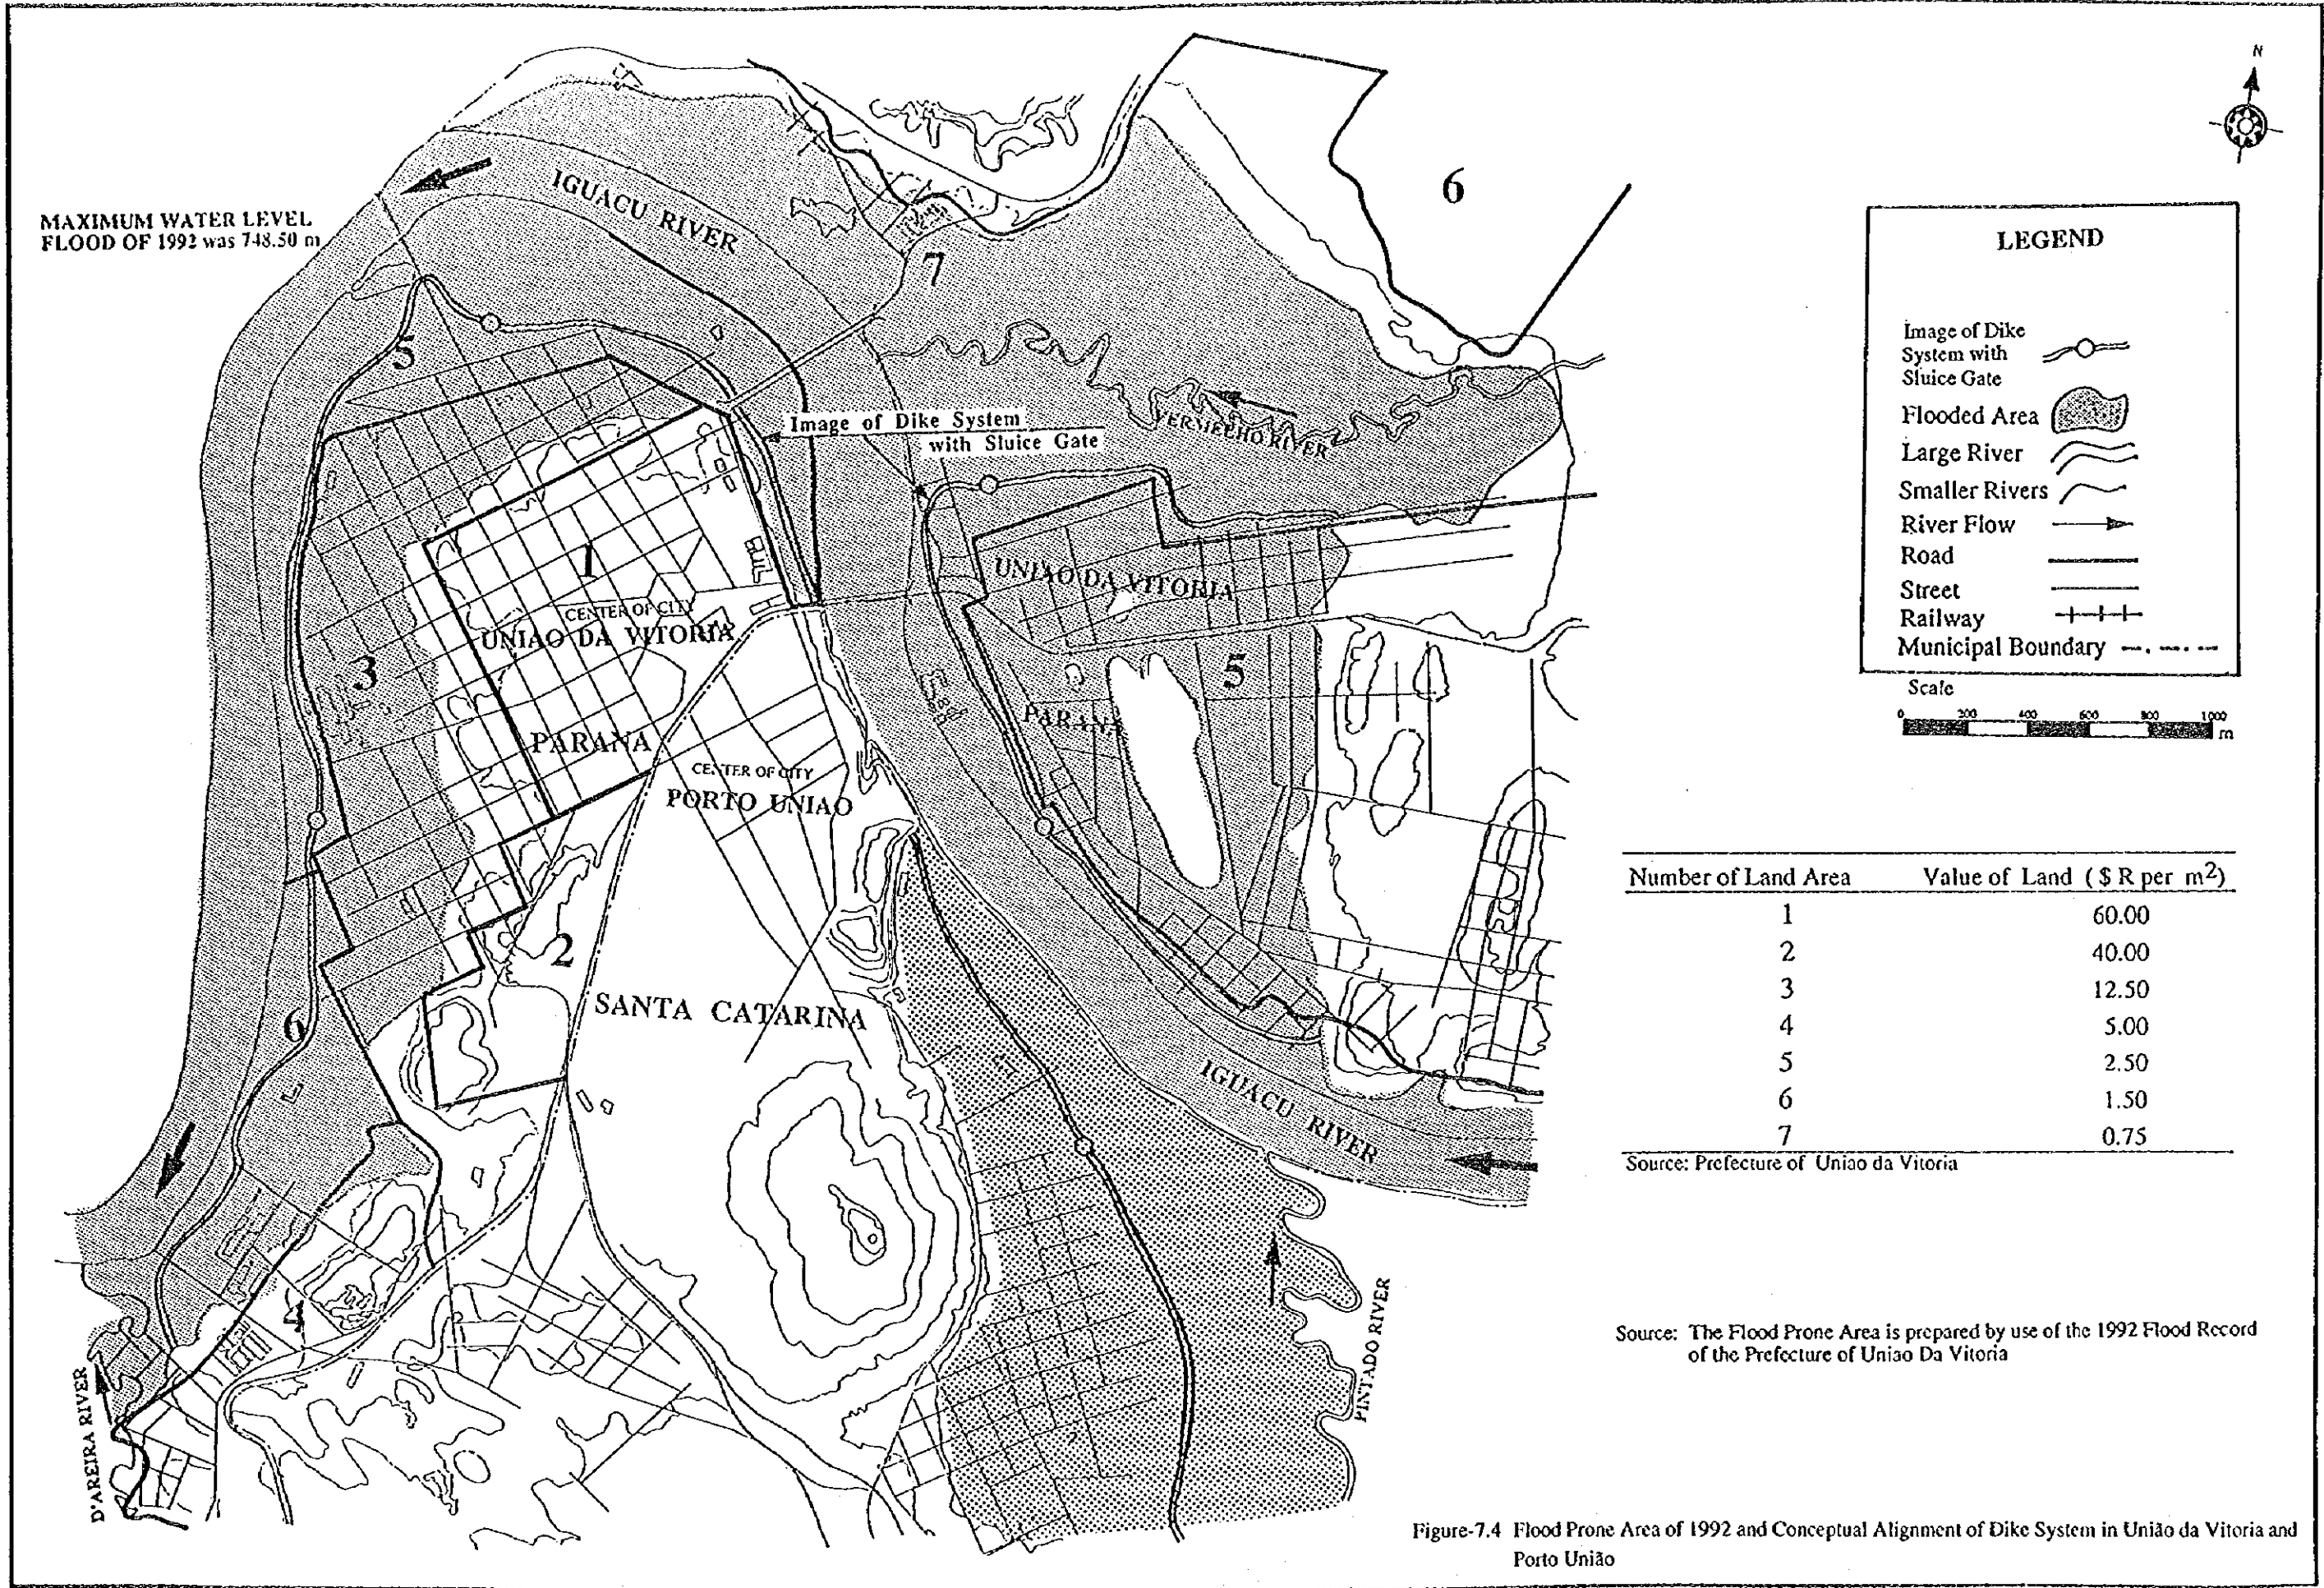 N
6
IGUACU RIVER
MAXIMUM WATER LEVEL
FLOOD OF 1992 was 748.50 m
7
5
Image of Dike System
with Sluice Gate
VERMELHO RIVER
1
CENTER OF CITY
UNIAO DA VITORIA
PARANA
3
UNIAO DA VITORIA
PARANA
5
CENTER OF CITY
PORTO UNIAO
2
SANTA CATARINA
6
IGUACU RIVER
4
D'AREIRA RIVER
PINTADO RIVER
LEGEND
Image of Dike
System with
Sluice Gate
Flooded Area
Large River
Smaller Rivers
River Flow
Road
Street
Railway
Municipal Boundary
Scale
0 200 400 600 800 1000
m
Number of Land Area Value of Land ( $ R per m2)
1 60.00
2 40.00
3 12.50
4 5.00
5 2.50
6 1.50
7 0.75
Source: Prefecture of Uniao da Vitoria
Source: The Flood Prone Area is prepared by use of the 1992 Flood Record
of the Prefecture of Uniao Da Vitoria
Figure-7.4 Flood Prone Area of 1992 and Conceptual Alignment of Dike System in União da Vitoria and
Porto União